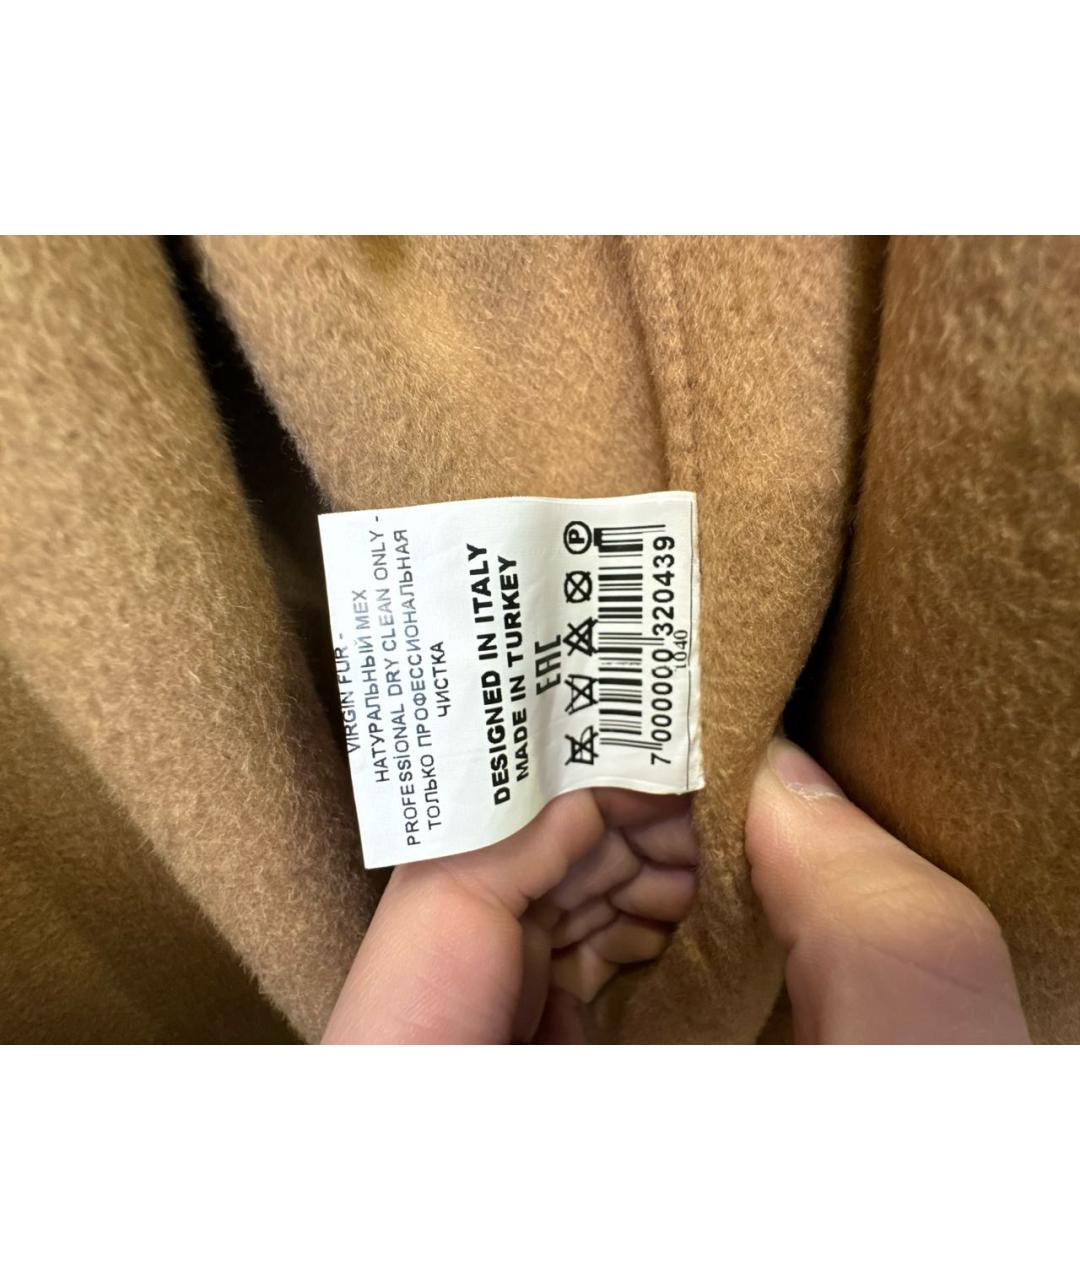 VIRGIN FUR -
НАТУРАЛЬНЫЙ МЕХ
PROFESSIONAL DRY CLEAN ONLY -
ТОЛЬКО ПРОФЕССИОНАЛЬНАЯ
ЧИСТКА
DESIGNED IN ITALY
MADE IN TURKEY
EAC
P
7 000000 320439
1040